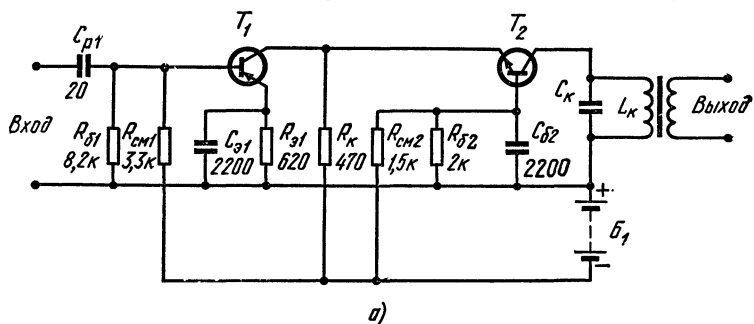 T₁
T₂
Cр1
20
Вход
Rб1
8,2к
Rсм1
3,3к
Cэ1
2200
Rэ1
620
Rк
470
Rсм2
1,5к
Rб2
2к
Cб2
2200
Cк
Lк
Выход
+
Б₁
−
а)